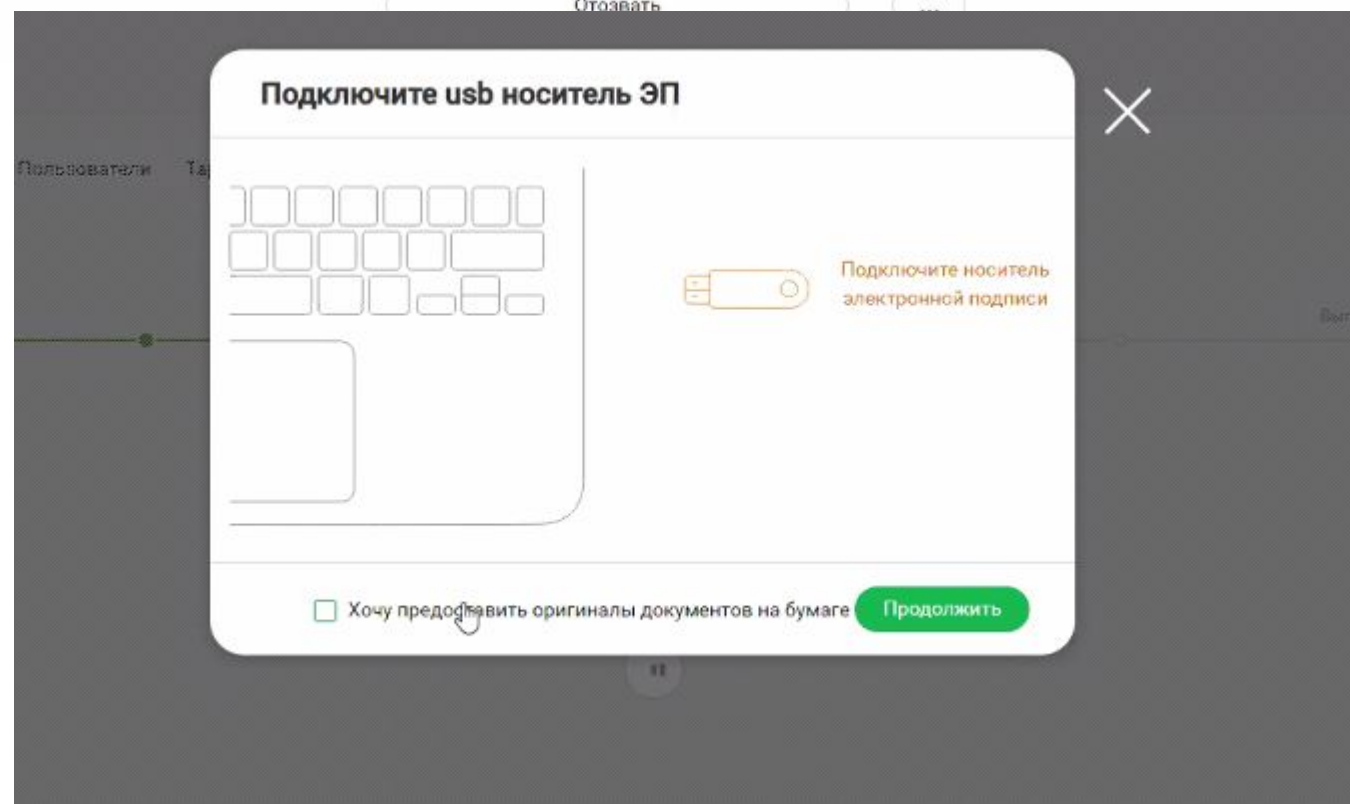 Отозвать
...
Подключите usb носитель ЭП
Пользователи
Подключите носитель
электронной подписи
Хочу предоставить оригиналы документов на бумаге
Продолжить